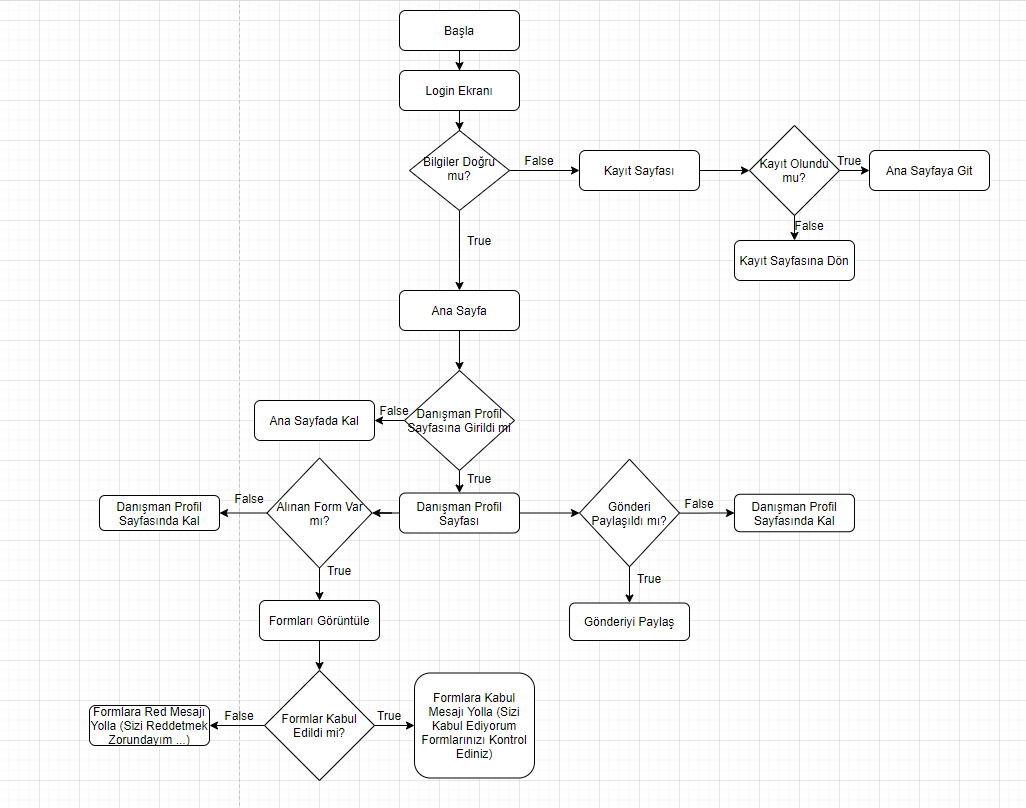 Başla
Login Ekranı
Bilgiler Doğru
mu?
False
Kayıt Sayfası
Kayıt Olundu
mu?
True
Ana Sayfaya Git
False
Kayıt Sayfasına Dön
True
Ana Sayfa
Ana Sayfada Kal
False
Danışman Profil
Sayfasına Girildi mi
True
Danışman Profil
Sayfasında Kal
False
Alınan Form Var
mı?
Danışman Profil
Sayfası
Gönderi
Paylaşıldı mı?
False
Danışman Profil
Sayfasında Kal
True
True
Formları Görüntüle
Gönderiyi Paylaş
Formlara Red Mesajı
Yolla (Sizi Reddetmek
Zorundayım ...)
False
Formlar Kabul
Edildi mi?
True
Formlara Kabul
Mesajı Yolla (Sizi
Kabul Ediyorum
Formlarınızı Kontrol
Ediniz)